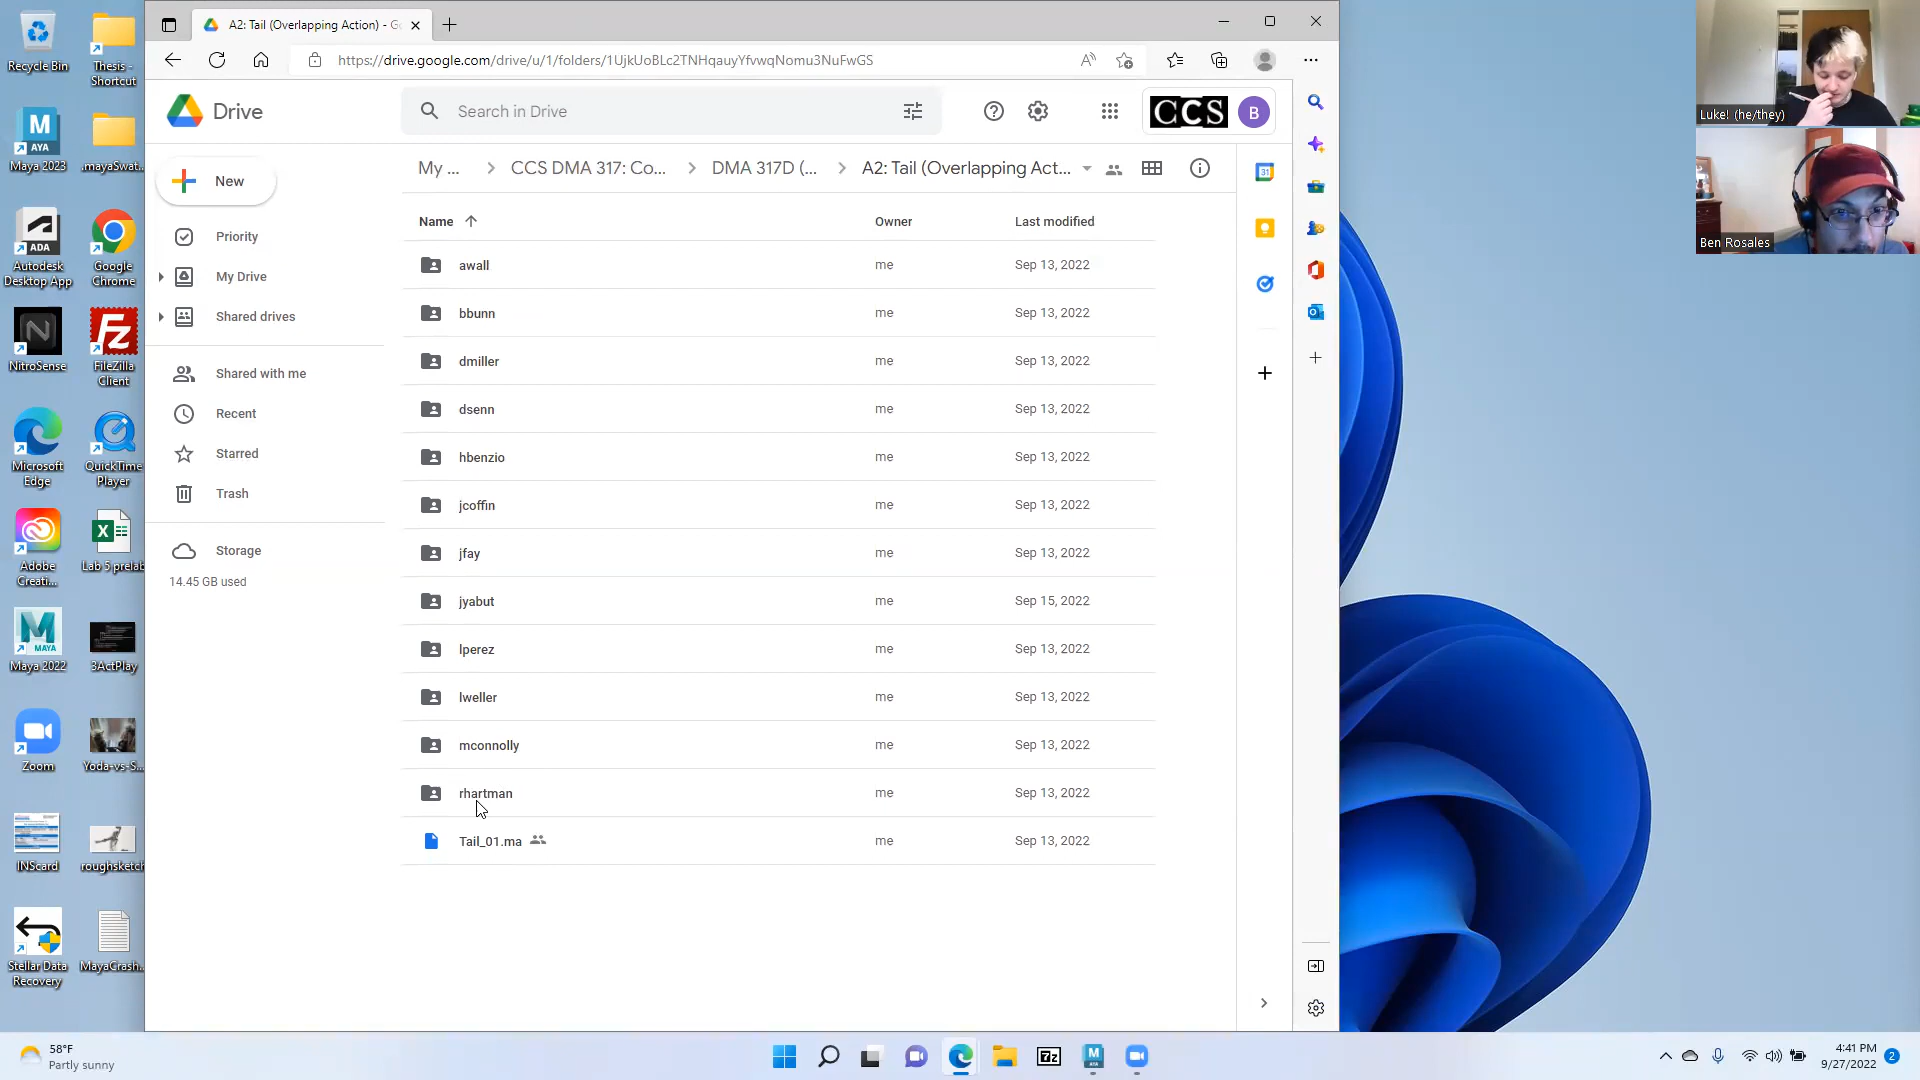 Recycle Bin
Thesis -
Shortcut
Maya 2023
.mayaSwat...
Autodesk
Desktop App
Google
Chrome
NitroSense
FileZilla
Client
Microsoft
Edge
QuickTime
Player
Adobe
Creati...
Lab 5 prelab
Maya 2022
3ActPlay
Zoom
Yoda-vs-S...
INScard
roughsketch
Stellar Data
Recovery
MayaCrash...
A2: Tail (Overlapping Action) - Go
https://drive.google.com/drive/u/1/folders/1UjkUoBLc2TNHqauyYfvwqNomu3NuFwGS
Drive
Search in Drive
CCS
B
New
Priority
My Drive
Shared drives
Shared with me
Recent
Starred
Trash
Storage
14.45 GB used
My ...
CCS DMA 317: Co...
DMA 317D (...
A2: Tail (Overlapping Act...
Name Owner Last modified
awall me Sep 13, 2022
bbunn me Sep 13, 2022
dmiller me Sep 13, 2022
dsenn me Sep 13, 2022
hbenzio me Sep 13, 2022
jcoffin me Sep 13, 2022
jfay me Sep 13, 2022
jyabut me Sep 15, 2022
lperez me Sep 13, 2022
lweller me Sep 13, 2022
mconnolly me Sep 13, 2022
rhartman me Sep 13, 2022
Tail_01.ma me Sep 13, 2022
Luke! (he/they)
Ben Rosales
58°F
Partly sunny
4:41 PM
9/27/2022
2